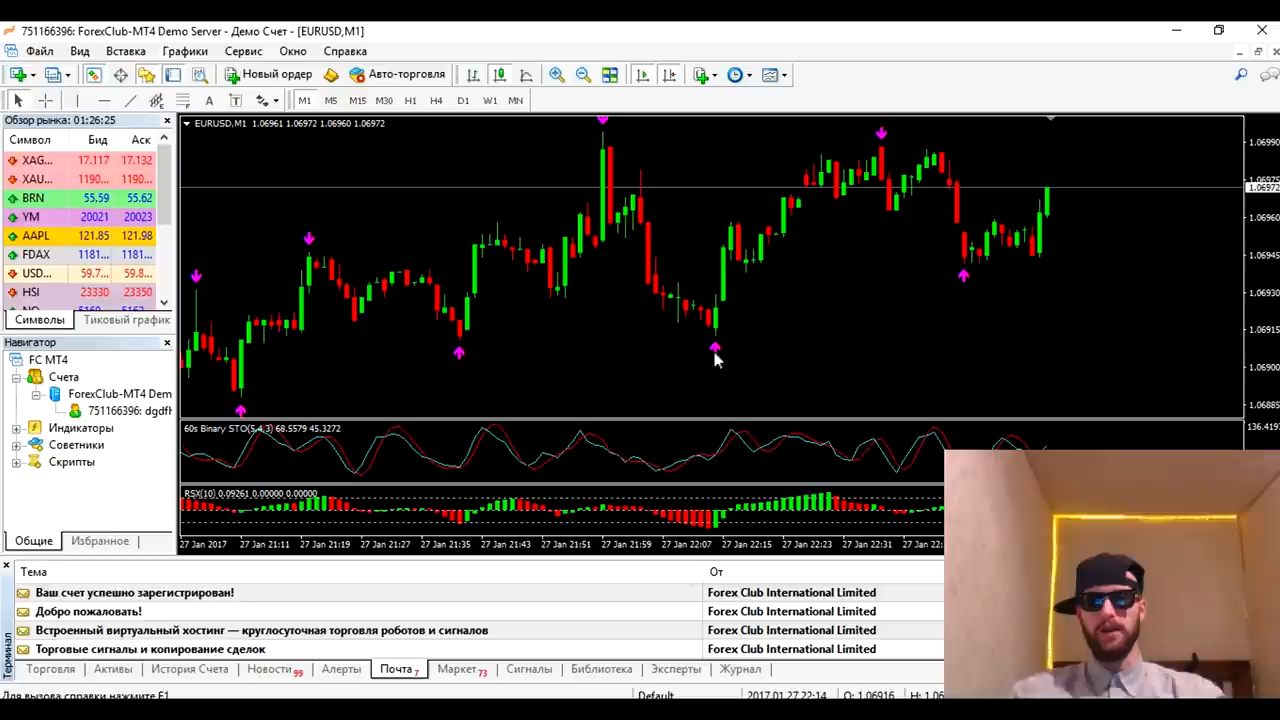 751166396: ForexClub-MT4 Demo Server - Демо Счет - [EURUSD,M1]
Файл Вид Вставка Графики Сервис Окно Справка
Новый ордер Авто-торговля
A T M1 M5 M15 M30 H1 H4 D1 W1 MN
Обзор рынка: 01:26:25
Символ Бид Аск
XAG... 17.117 17.132
XAU... 1190... 1190...
BRN 55.59 55.62
YM 20021 20023
AAPL 121.85 121.98
FDAX 1181... 1181...
USD... 59.7... 59.8...
HSI 23330 23350
Символы Тиковый график
Навигатор
FC MT4
Счета
ForexClub-MT4 Dem
751166396: dgdfh
Индикаторы
Советники
Скрипты
Общие Избранное
EURUSD,M1 1.06961 1.06972 1.06960 1.06972
1.06990
1.06975
1.06972
1.06960
1.06945
1.06930
1.06915
1.06900
1.06885
60s Binary STO(5,4,3) 68.5579 45.3272
136.419
RSX(10) 0.09261 0.00000 0.00000
27 Jan 2017 27 Jan 21:11 27 Jan 21:19 27 Jan 21:27 27 Jan 21:35 27 Jan 21:43 27 Jan 21:51 27 Jan 21:59 27 Jan 22:07 27 Jan 22:15 27 Jan 22:23 27 Jan 22:31 27 Jan 22:
Тема От
Ваш счет успешно зарегистрирован! Forex Club International Limited
Добро пожаловать! Forex Club International Limited
Встроенный виртуальный хостинг — круглосуточная торговля роботов и сигналов Forex Club International Limited
Торговые сигналы и копирование сделок Forex Club International Limited
Терминал
Торговля Активы История Счета Новости 99 Алерты Почта 7 Маркет 73 Сигналы Библиотека Эксперты Журнал
Для вызова справки нажмите F1 Default 2017.01.27 22:14 O: 1.06916 H: 1.06